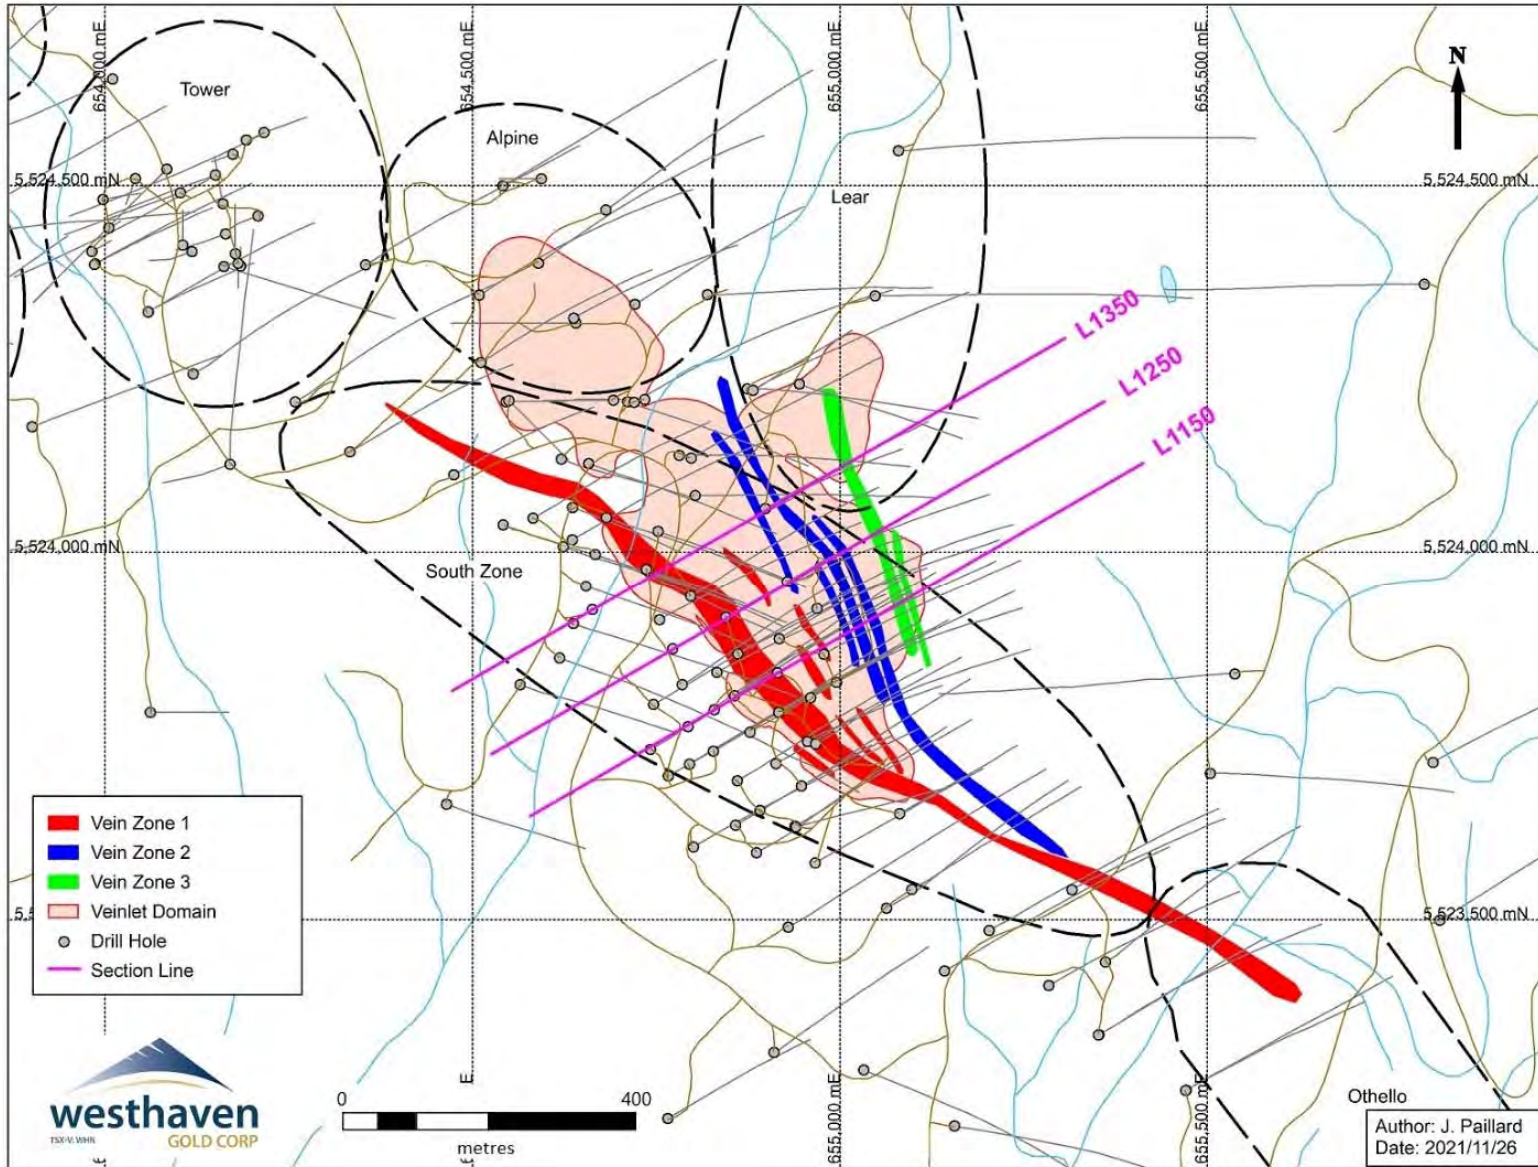 654,000 mE
654,500 mE
655,000 mE
655,500 mE
N
Tower
Alpine
Lear
5,524,500 mN
5,524,500 mN
L1350
L1250
L1150
5,524,000 mN
5,524,000 mN
South Zone
Vein Zone 1
Vein Zone 2
Vein Zone 3
Veinlet Domain
Drill Hole
Section Line
5,523,500 mN
westhaven
TSX-V: WHN
GOLD CORP
0
400
metres
E
655,000 mE
655,500 mE
Othello
Author: J. Paillard
Date: 2021/11/26